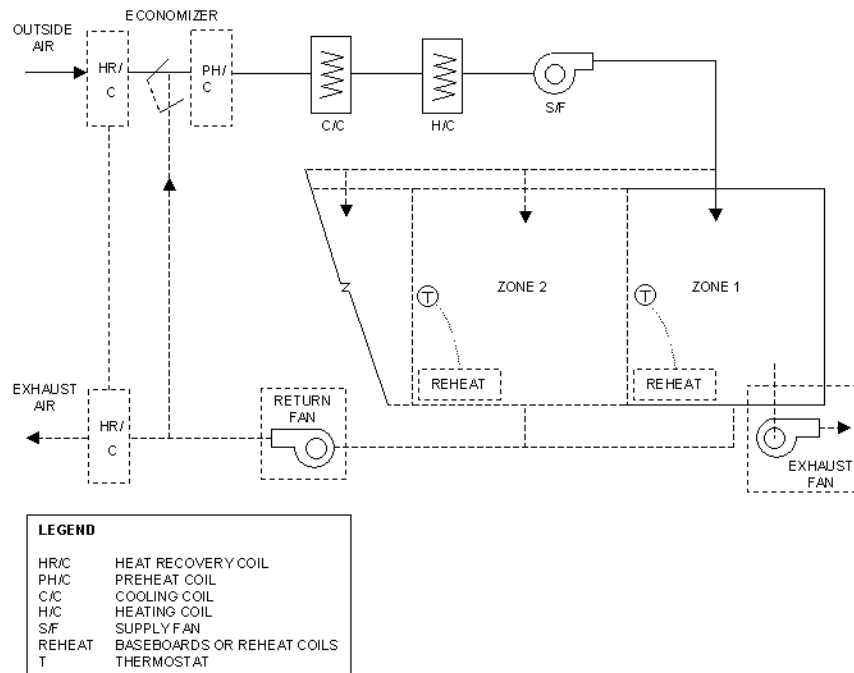 ECONOMIZER
OUTSIDE
AIR
HR/
C
PH/
C
C/C
H/C
S/F
T
ZONE 2
T
ZONE 1
Z
REHEAT
REHEAT
EXHAUST
AIR
HR/
C
RETURN
FAN
EXHAUST
FAN
LEGEND
HR/C HEAT RECOVERY COIL
PH/C PREHEAT COIL
C/C COOLING COIL
H/C HEATING COIL
S/F SUPPLY FAN
REHEAT BASEBOARDS OR REHEAT COILS
T THERMOSTAT